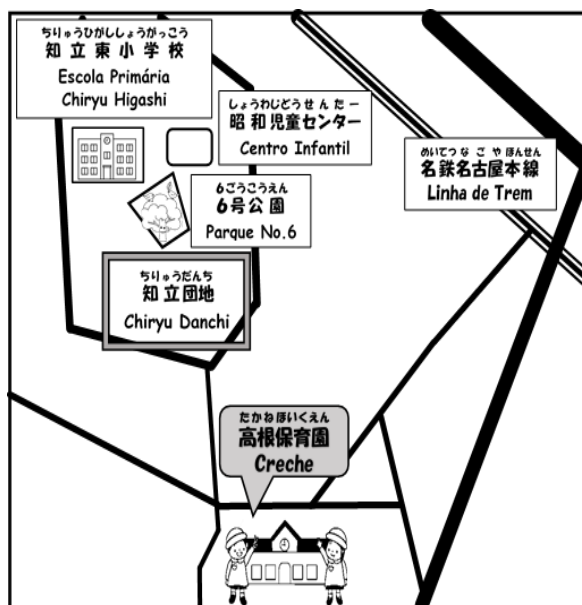 ちりゅうひがししょうがっこう
知立東小学校
Escola Primária
Chiryu Higashi
しょうわじどうせんたー
昭和児童センター
Centro Infantil
めいてつなごやほんせん
名鉄名古屋本線
Linha de Trem
6ごうこうえん
6号公園
Parque No.6
ちりゅうだんち
知立団地
Chiryu Danchi
たかねほいくえん
高根保育園
Creche